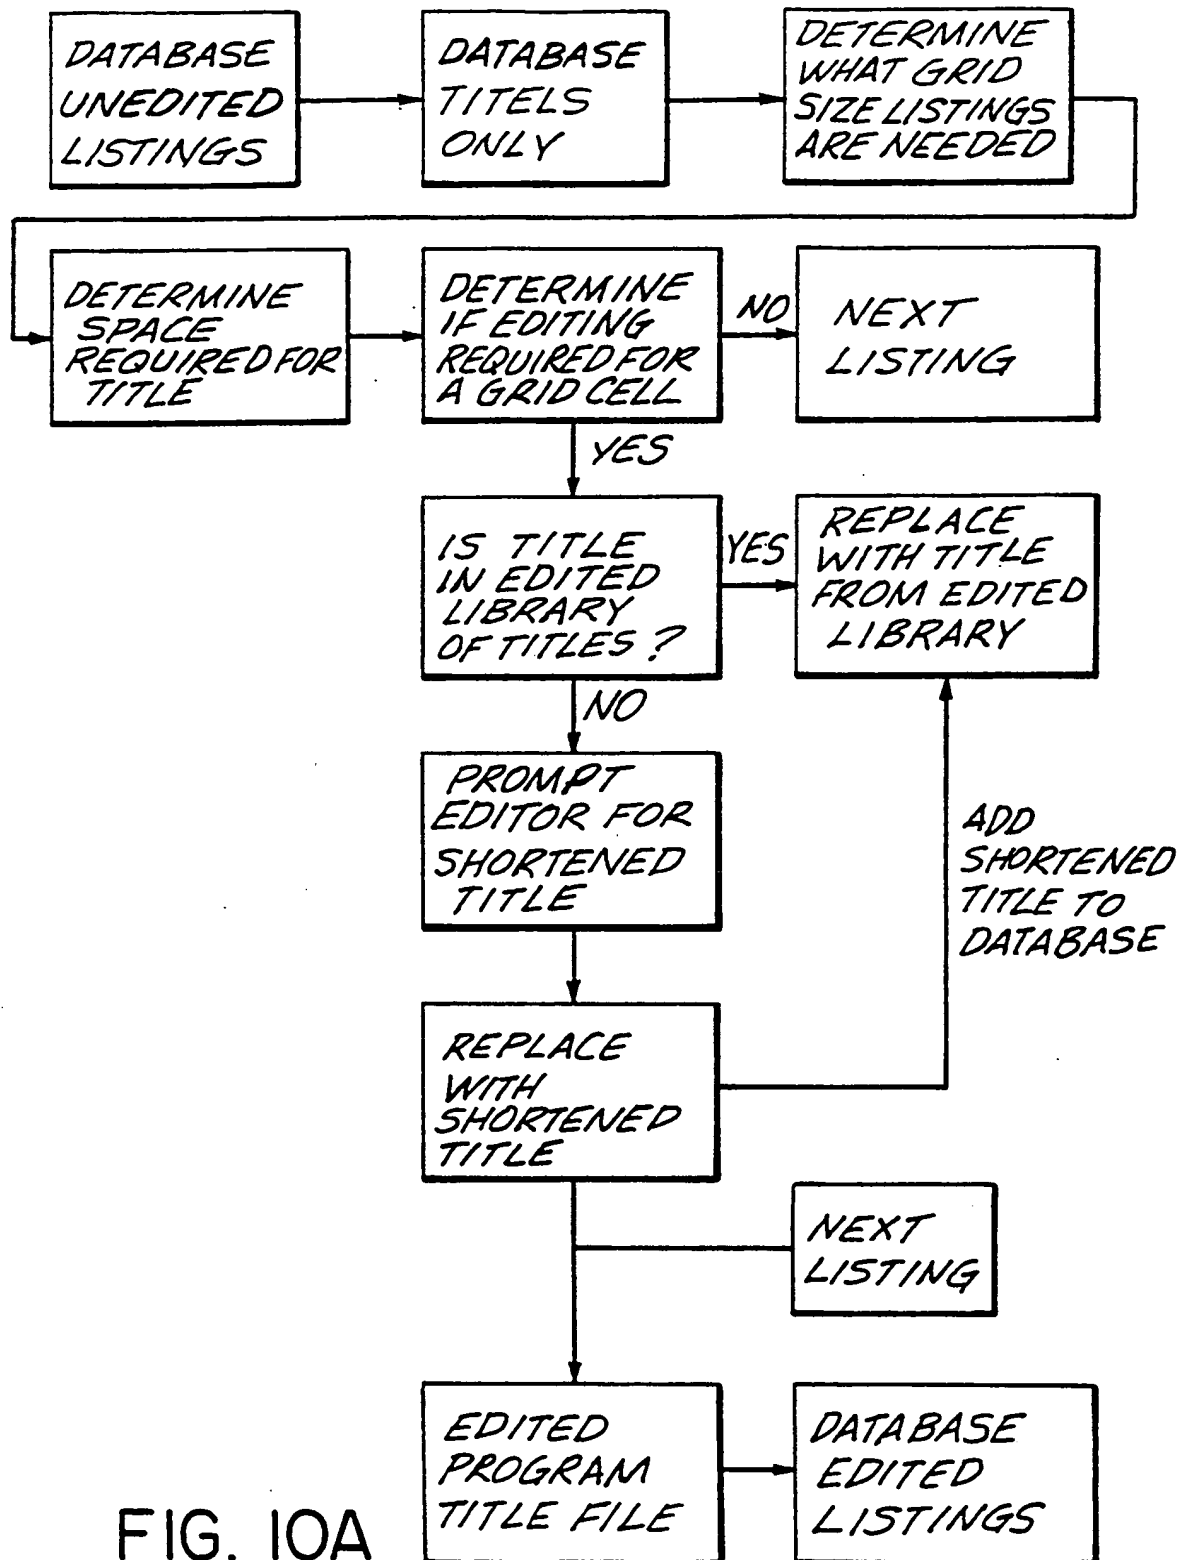 DATABASE
UNEDITED
LISTINGS
DATABASE
TITELS
ONLY
DETERMINE
WHAT GRID
SIZE LISTINGS
ARE NEEDED
DETERMINE
SPACE
REQUIRED FOR
TITLE
DETERMINE
IF EDITING
REQUIRED FOR
A GRID CELL
NO
NEXT
LISTING
YES
IS TITLE
IN EDITED
LIBRARY
OF TITLES ?
YES
REPLACE
WITH TITLE
FROM EDITED
LIBRARY
NO
PROMPT
EDITOR FOR
SHORTENED
TITLE
ADD
SHORTENED
TITLE TO
DATABASE
REPLACE
WITH
SHORTENED
TITLE
NEXT
LISTING
EDITED
PROGRAM
TITLE FILE
DATABASE
EDITED
LISTINGS
FIG. 10A